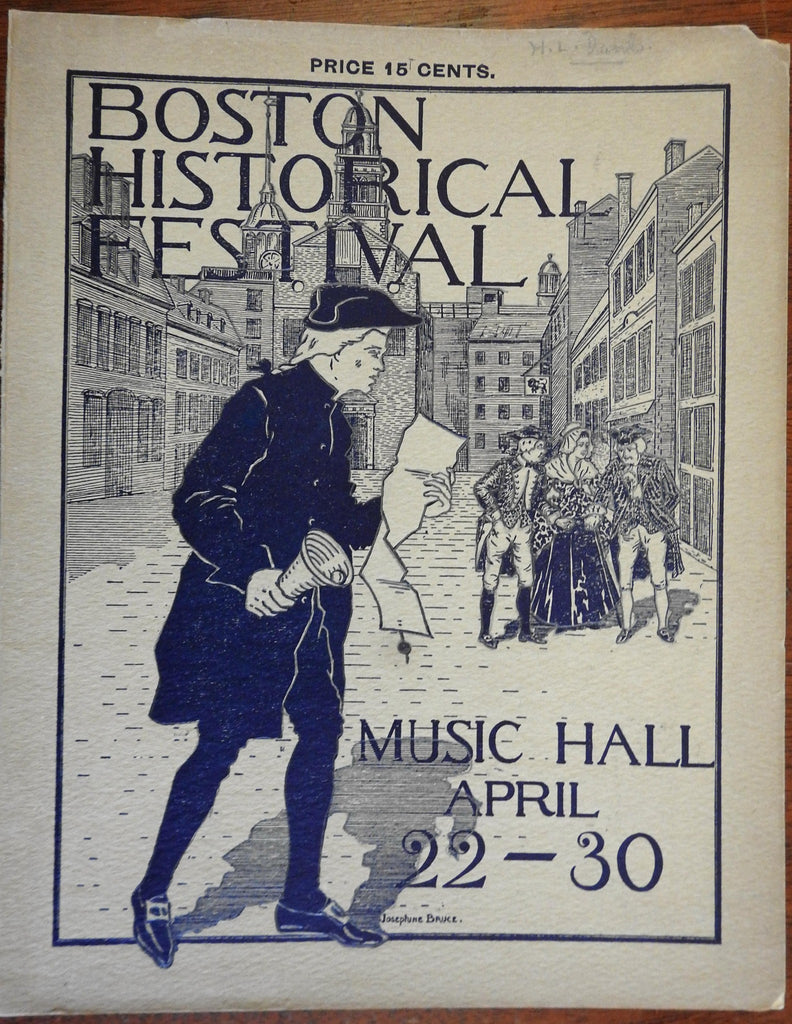 PRICE 15 CENTS.
BOSTON
HISTORICAL
FESTIVAL
MUSIC HALL
APRIL
22-30
Josephine Bruce.